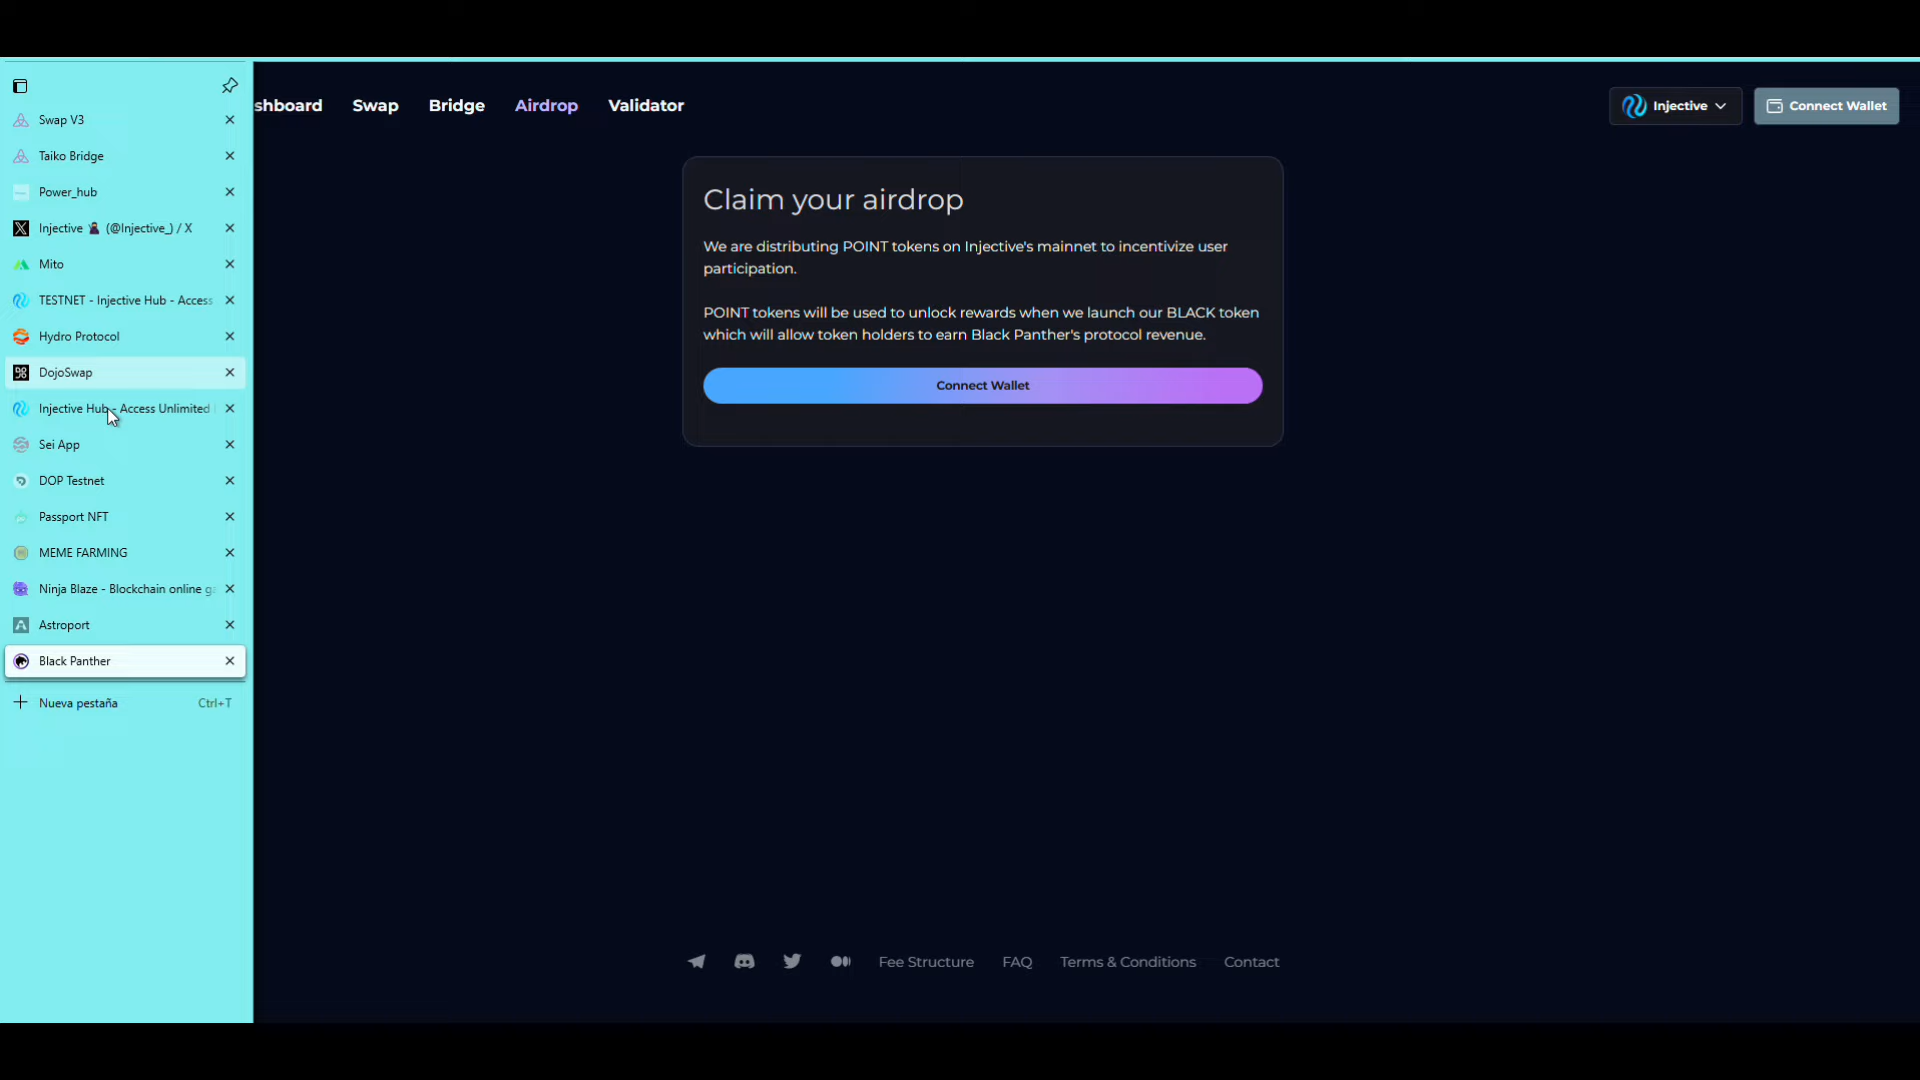 Swap V3
Taiko Bridge
Power_hub
Injective 🥷 (@Injective_) / X
Mito
TESTNET - Injective Hub - Access
Hydro Protocol
DojoSwap
Injective Hub - Access Unlimited
Sei App
DOP Testnet
Passport NFT
MEME FARMING
Ninja Blaze - Blockchain online ga
Astroport
Black Panther
Nueva pestaña Ctrl+T
shboard Swap Bridge Airdrop Validator
Injective Connect Wallet
Claim your airdrop
We are distributing POINT tokens on Injective's mainnet to incentivize user
participation.
POINT tokens will be used to unlock rewards when we launch our BLACK token
which will allow token holders to earn Black Panther's protocol revenue.
Connect Wallet
Fee Structure FAQ Terms & Conditions Contact